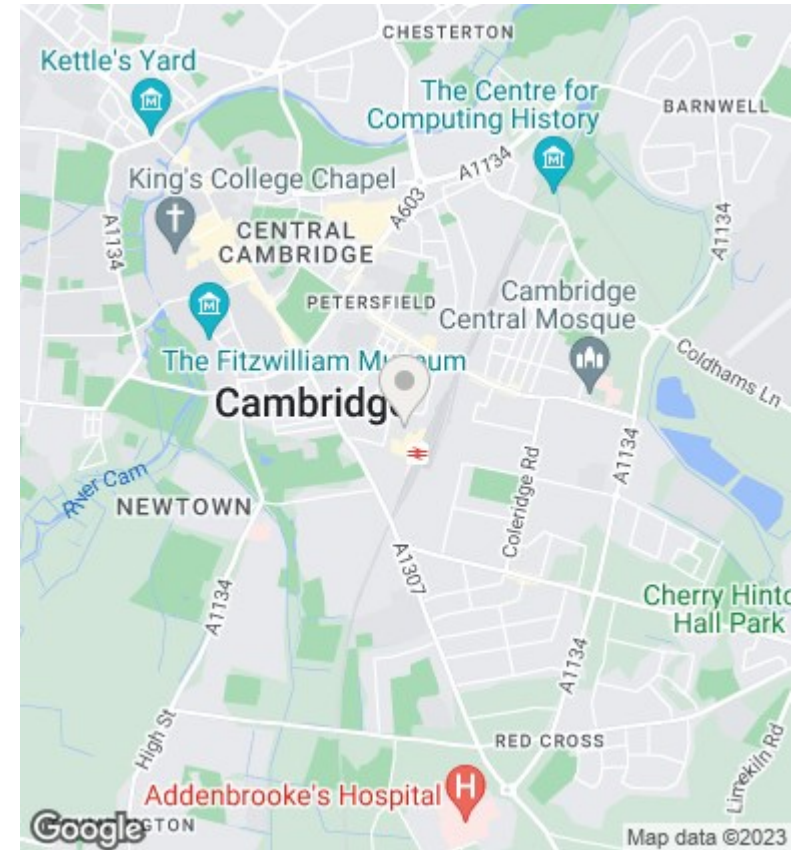 CHESTERTON
Kettle's Yard
The Centre for
Computing History
BARNWELL
A1134
King's College Chapel
A603
A1134
A1134
CENTRAL
CAMBRIDGE
PETERSFIELD
Cambridge
Central Mosque
The Fitzwilliam Museum
Coldhams Ln
Cambridge
River Cam
NEWTOWN
Coleridge Rd
A1134
A1307
A1134
Cherry Hinto
Hall Park
High St
A1134
RED CROSS
Limekiln Rd
Addenbrooke's Hospital
H
Google
NGTON
Map data ©2023